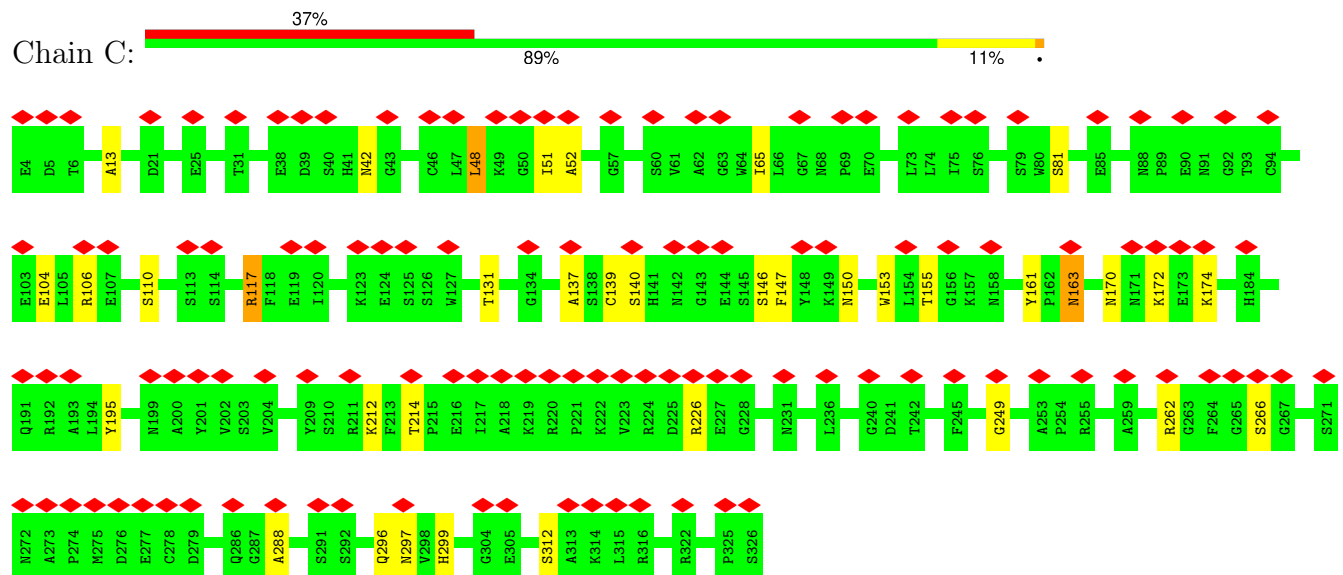 37%
Chain C:
89% 11% •
E4 D5 T6 A13 D21 E25 T31 E38 D39 S40 H41 N42 G43 C46 L47 L48 K49 G50 I51 A52 G57 S60 V61 A62 G63 W64 I65 L66 G67 N68 P69 E70 L73 L74 I75 S76 S79 W80 S81 E85 N88 P89 E90 N91 G92 T93 C94
E103 E104 L105 R106 E107 S110 S113 S114 R117 F118 E119 I120 K123 E124 S125 S126 W127 T131 G134 A137 S138 C139 S140 H141 N142 G143 E144 S145 S146 F147 Y148 K149 N150 W153 L154 T155 G156 K157 N158 Y161 P162 N163 N170 N171 K172 E173 K174 H184
Q191 R192 A193 L194 Y195 N199 A200 Y201 V202 S203 V204 Y209 S210 R211 K212 F213 T214 P215 E216 I217 A218 K219 R220 P221 K222 V223 R224 D225 R226 E227 G228 N231 L236 G240 D241 T242 F245 G249 A253 P254 R255 A259 R262 G263 F264 G265 S266 G267 S271
N272 A273 P274 M275 D276 E277 C278 D279 Q286 G287 A288 S291 S292 Q296 N297 V298 H299 G304 E305 S312 A313 K314 L315 R316 R322 P325 S326